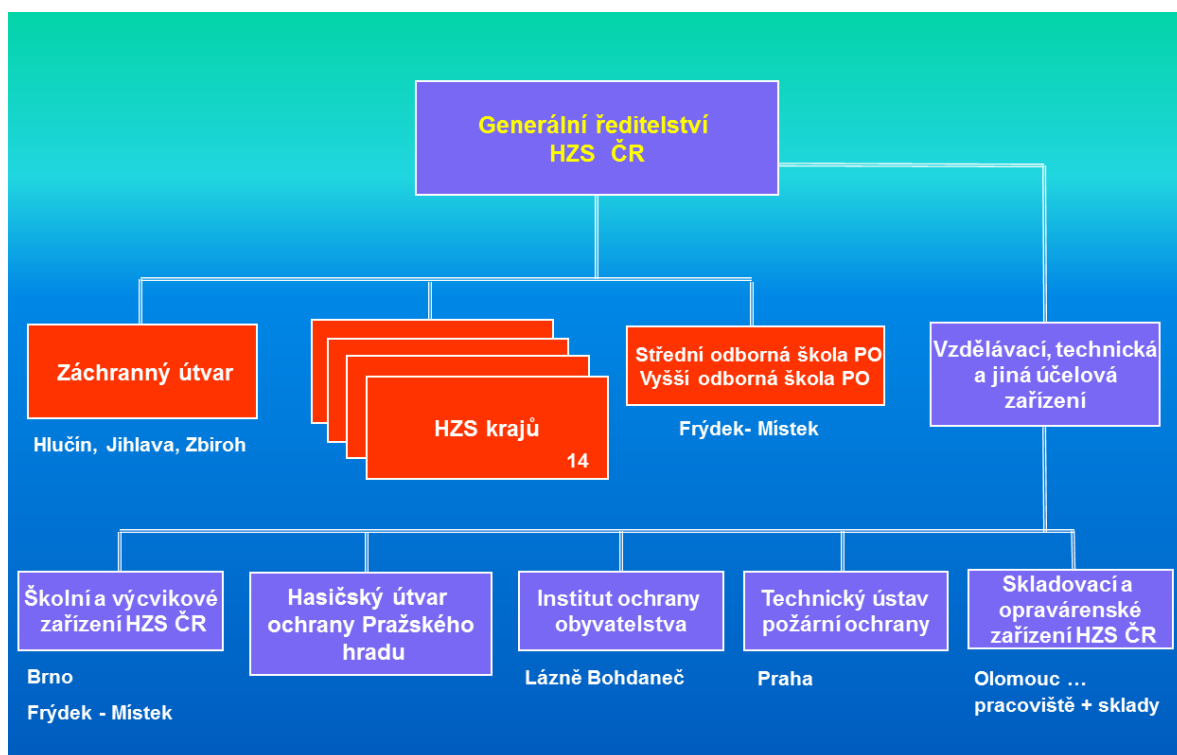 Generální ředitelství
HZS ČR
Záchranný útvar
Hlučín, Jihlava, Zbiroh
HZS krajů
14
Střední odborná škola PO
Vyšší odborná škola PO
Frýdek- Místek
Vzdělávací, technická
a jiná účelová
zařízení
Školní a výcvikové
zařízení HZS ČR
Brno
Frýdek - Místek
Hasičský útvar
ochrany Pražského
hradu
Institut ochrany
obyvatelstva
Lázně Bohdaneč
Technický ústav
požární ochrany
Praha
Skladovací a
opravárenské
zařízení HZS ČR
Olomouc ...
pracoviště + sklady